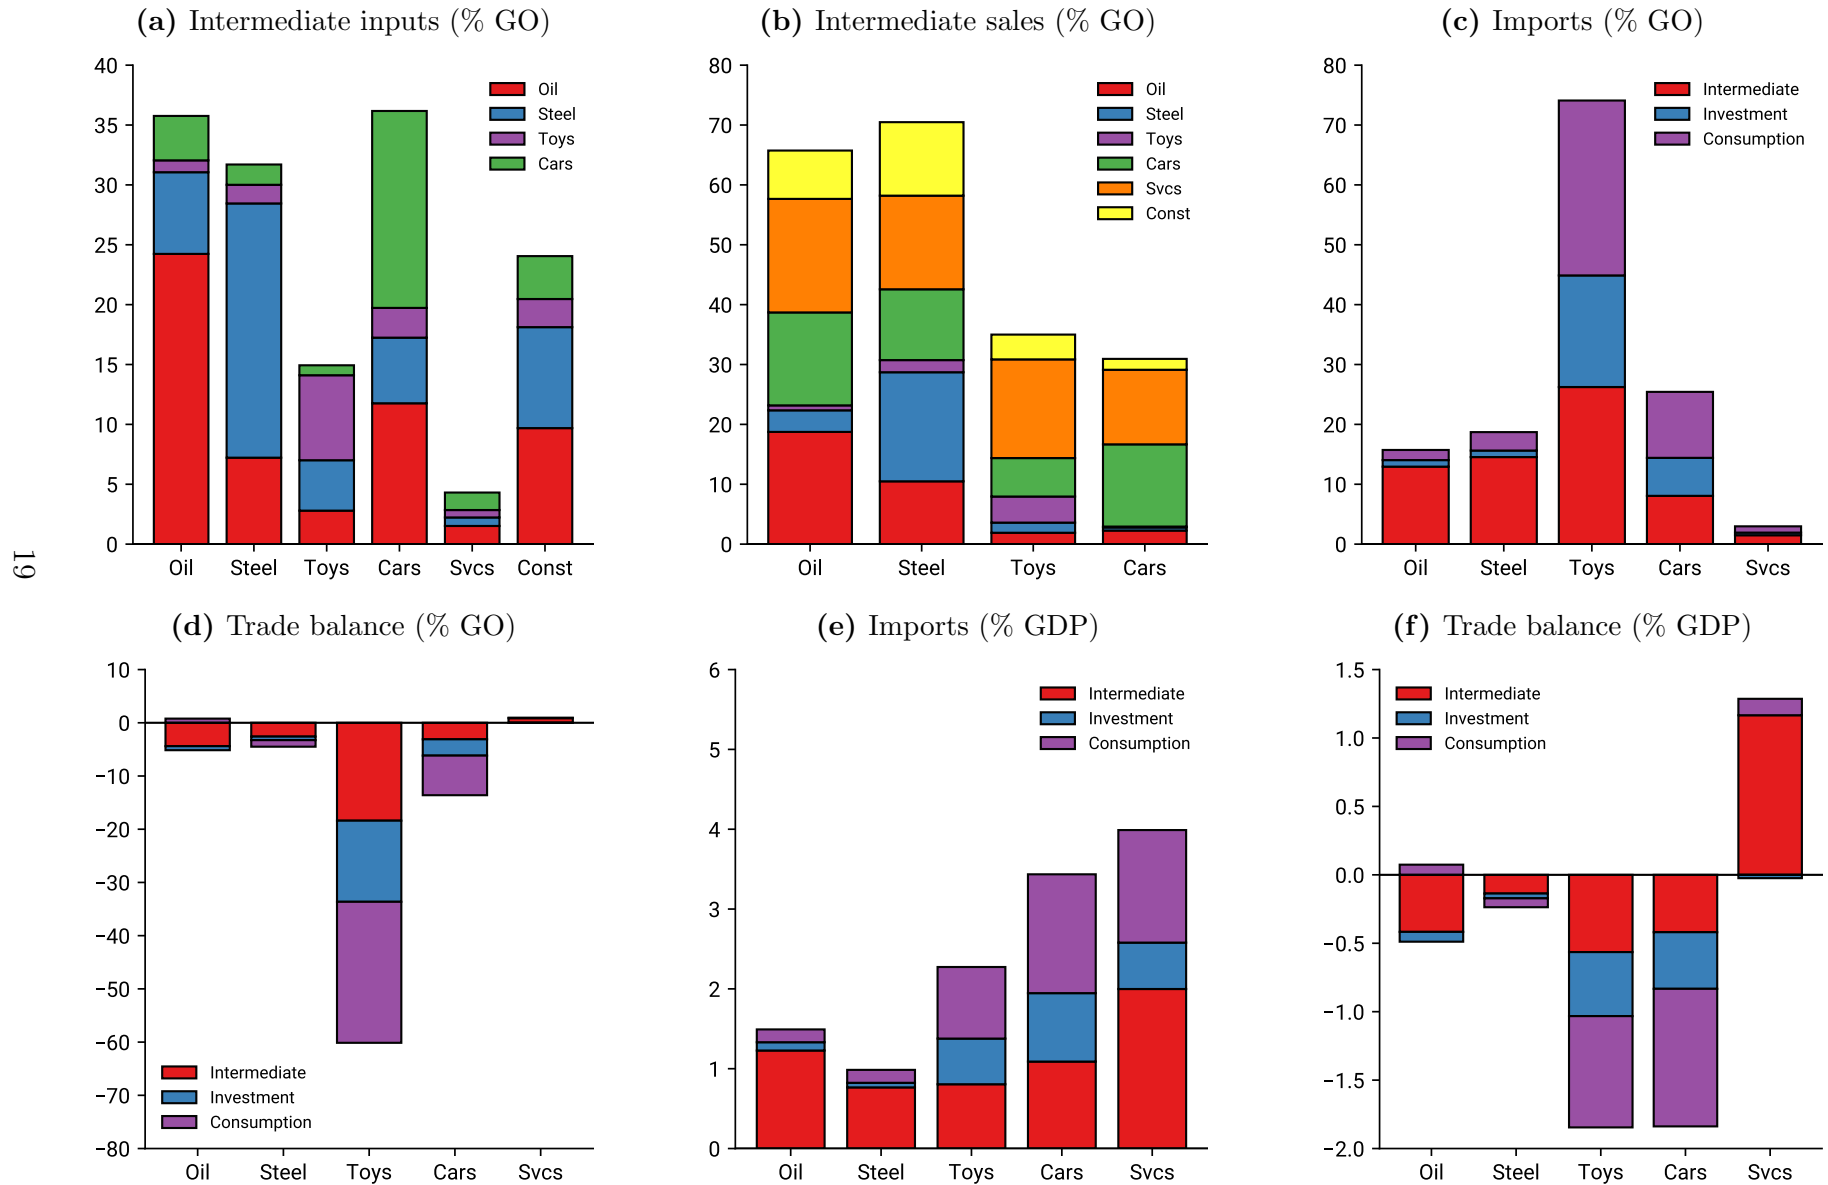 (a) Intermediate inputs (% GO)
40
35
30
25
20
15
10
5
0
Oil
Steel
Toys
Cars
Oil Steel Toys Cars Svcs Const
(b) Intermediate sales (% GO)
80
70
60
50
40
30
20
10
0
Oil
Steel
Toys
Cars
Svcs
Const
Oil Steel Toys Cars
(c) Imports (% GO)
80
70
60
50
40
30
20
10
0
Intermediate
Investment
Consumption
Oil Steel Toys Cars Svcs
(d) Trade balance (% GO)
10
0
−10
−20
−30
−40
−50
−60
−70
−80
Intermediate
Investment
Consumption
Oil Steel Toys Cars Svcs
(e) Imports (% GDP)
6
5
4
3
2
1
0
Intermediate
Investment
Consumption
Oil Steel Toys Cars Svcs
(f) Trade balance (% GDP)
1.5
1.0
0.5
0.0
−0.5
−1.0
−1.5
−2.0
Intermediate
Investment
Consumption
Oil Steel Toys Cars Svcs
19